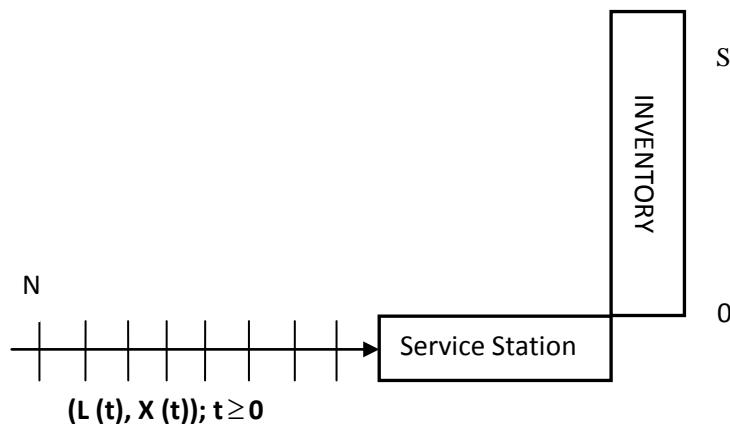 S
INVENTORY
N
0
Service Station
(L (t), X (t)); t ≥ 0